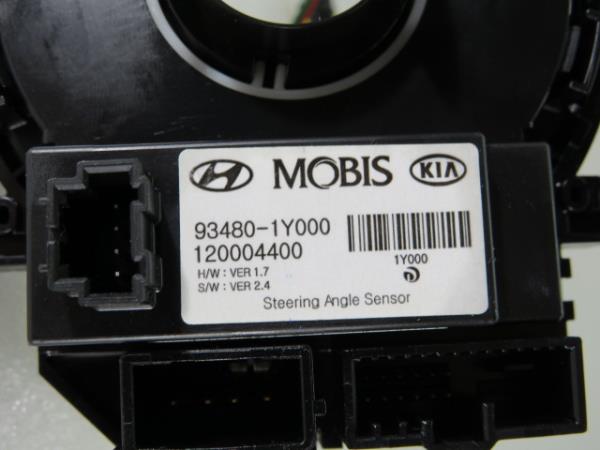 MOBIS KIA
93480-1Y000
120004400
1Y000
H/W : VER 1.7
S/W : VER 2.4
Steering Angle Sensor